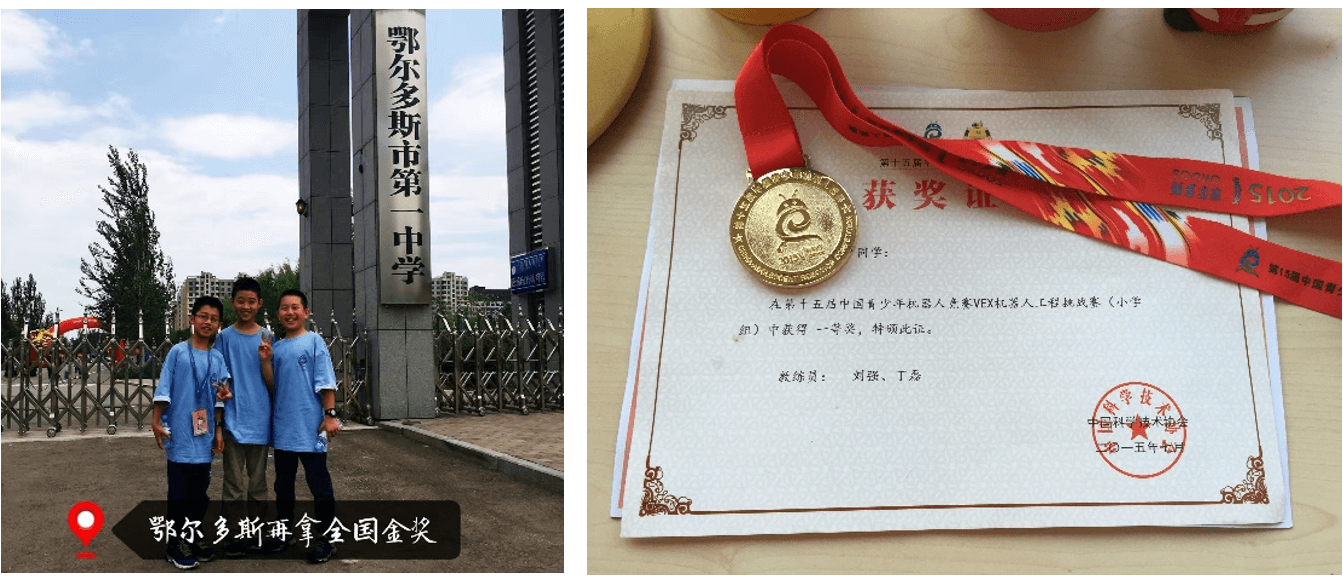 鄂尔多斯市第一中学
鄂尔多斯再拿全国金奖
第十五届
获奖证
同学：
在第十五届中国青少年机器人竞赛VEX机器人工程挑战赛（小学
组）中获得 一等奖，特颁此证。
教练员： 刘强、丁磊
中国科学技术协会
二〇一五年七月
2015
第15届中国青少